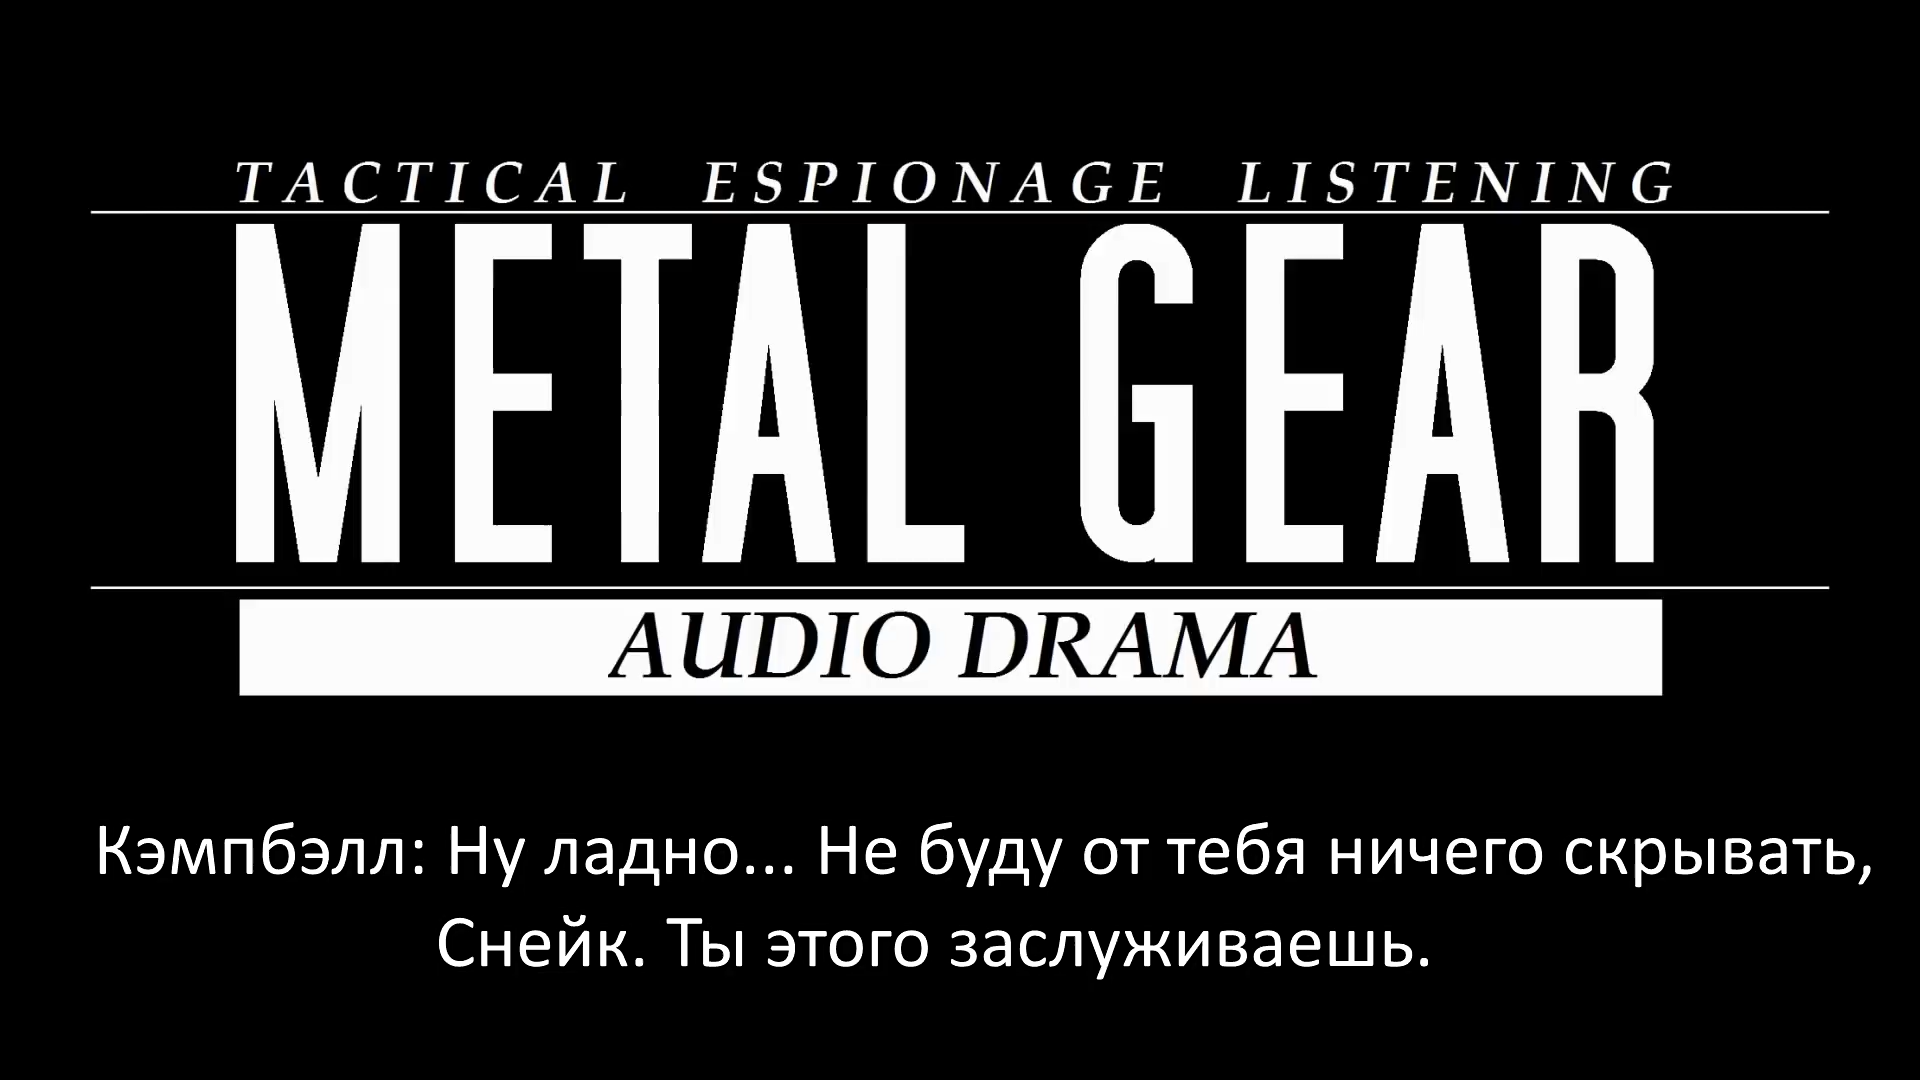 TACTICAL ESPIONAGE LISTENING
METAL GEAR
AUDIO DRAMA
Кэмпбэлл: Ну ладно... Не буду от тебя ничего скрывать,
Снейк. Ты этого заслуживаешь.